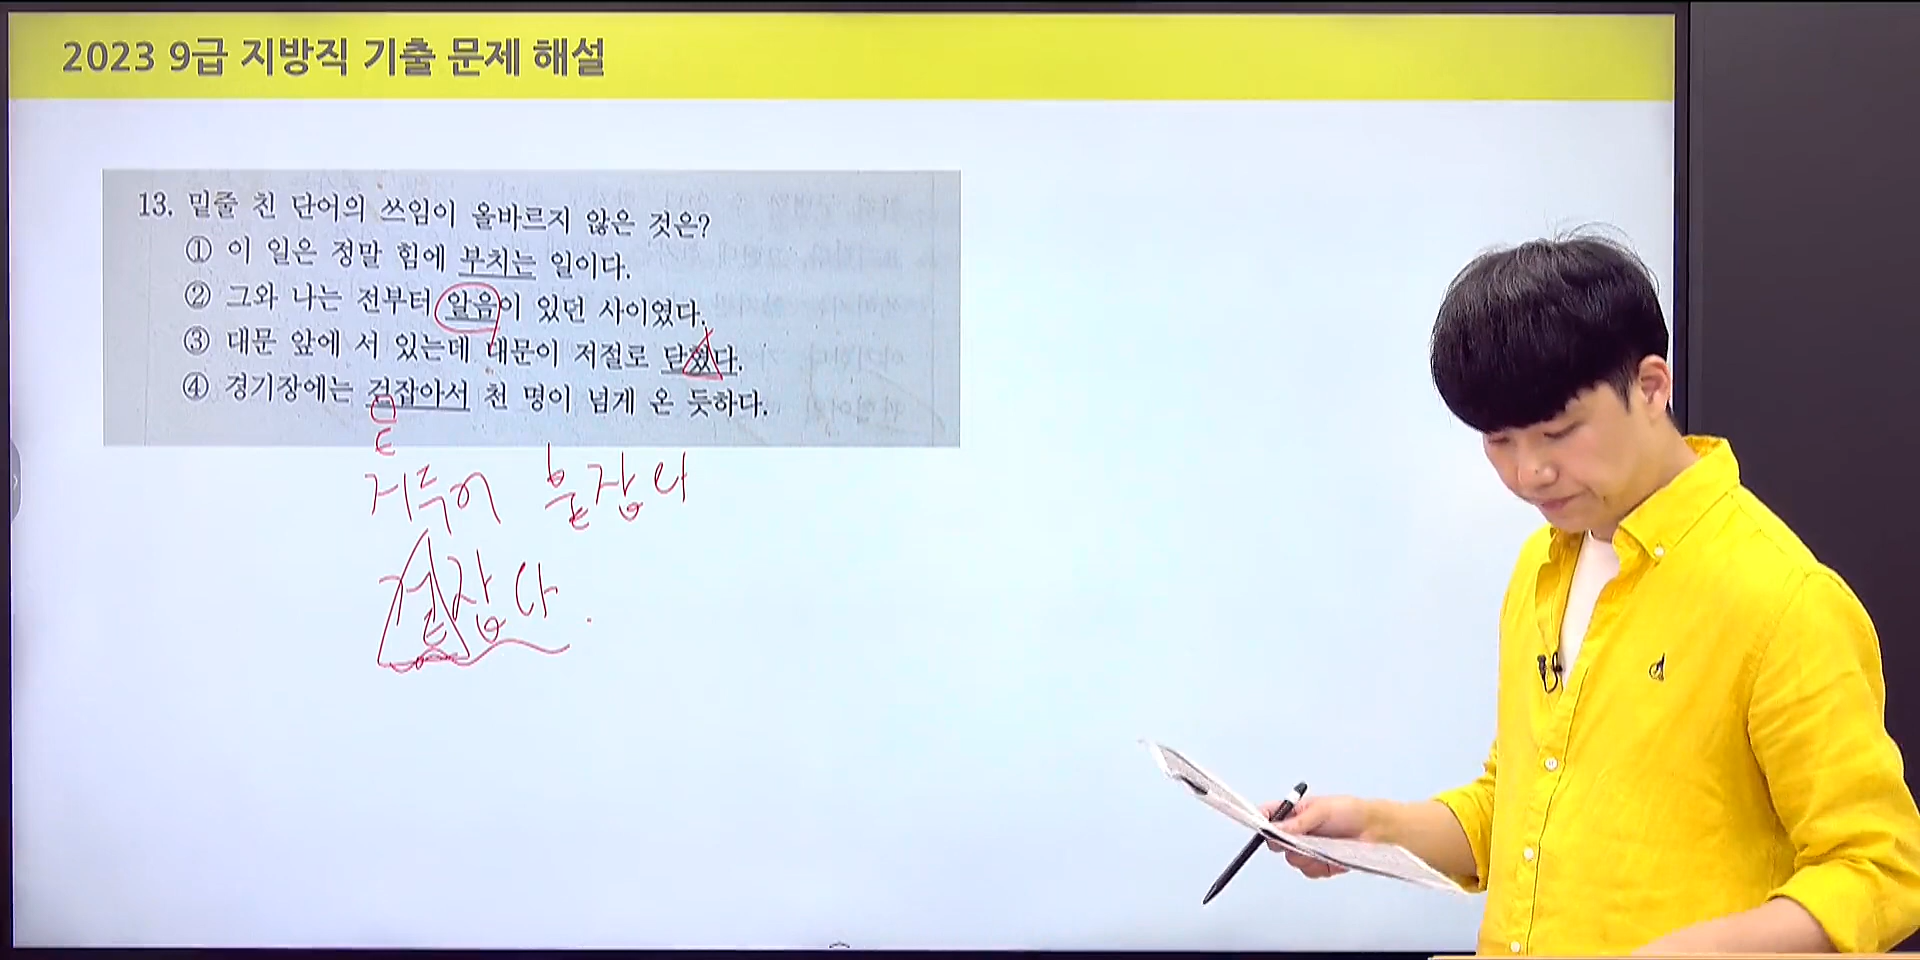 2023 9급 지방직 기출 문제 해설
13. 밑줄 친 단어의 쓰임이 올바르지 않은 것은?
① 이 일은 정말 힘에 부치는 일이다.
② 그와 나는 전부터 알음이 있던 사이였다.
③ 대문 앞에 서 있는데 대문이 저절로 닫혔다.
④ 경기장에는 걷잡아서 천 명이 넘게 온 듯하다.
ㄹ
거두어 붙잡다
겉잡다